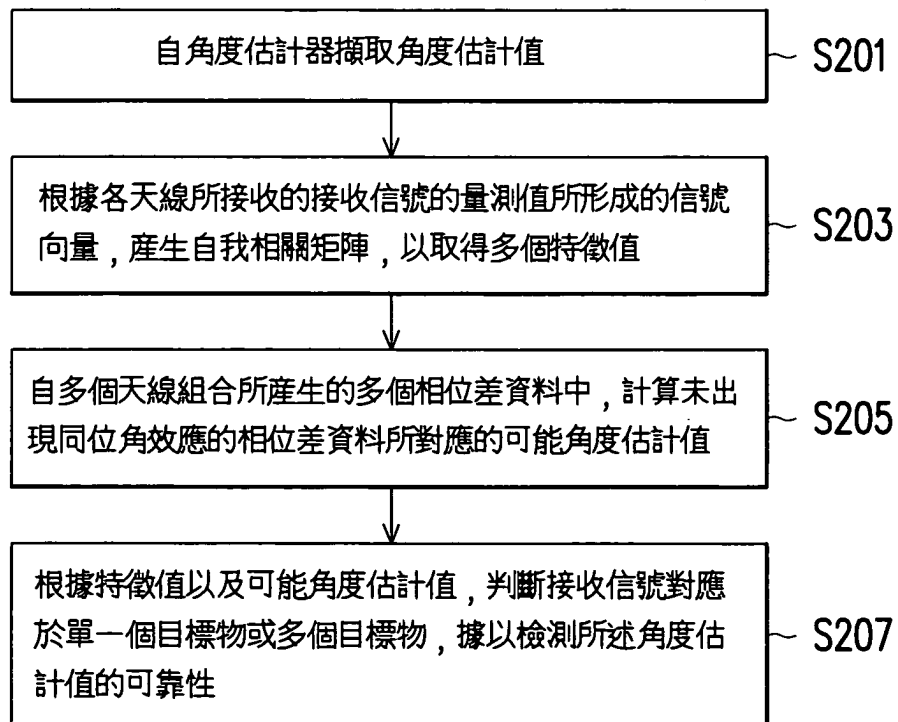 自角度估計器擷取角度估計值
S201
根據各天線所接收的接收信號的量測值所形成的信號
向量，產生自我相關矩陣，以取得多個特徵值
S203
自多個天線組合所產生的多個相位差資料中，計算未出
現同位角效應的相位差資料所對應的可能角度估計值
S205
根據特徵值以及可能角度估計值，判斷接收信號對應
於單一個目標物或多個目標物，據以檢測所述角度估
計值的可靠性
S207